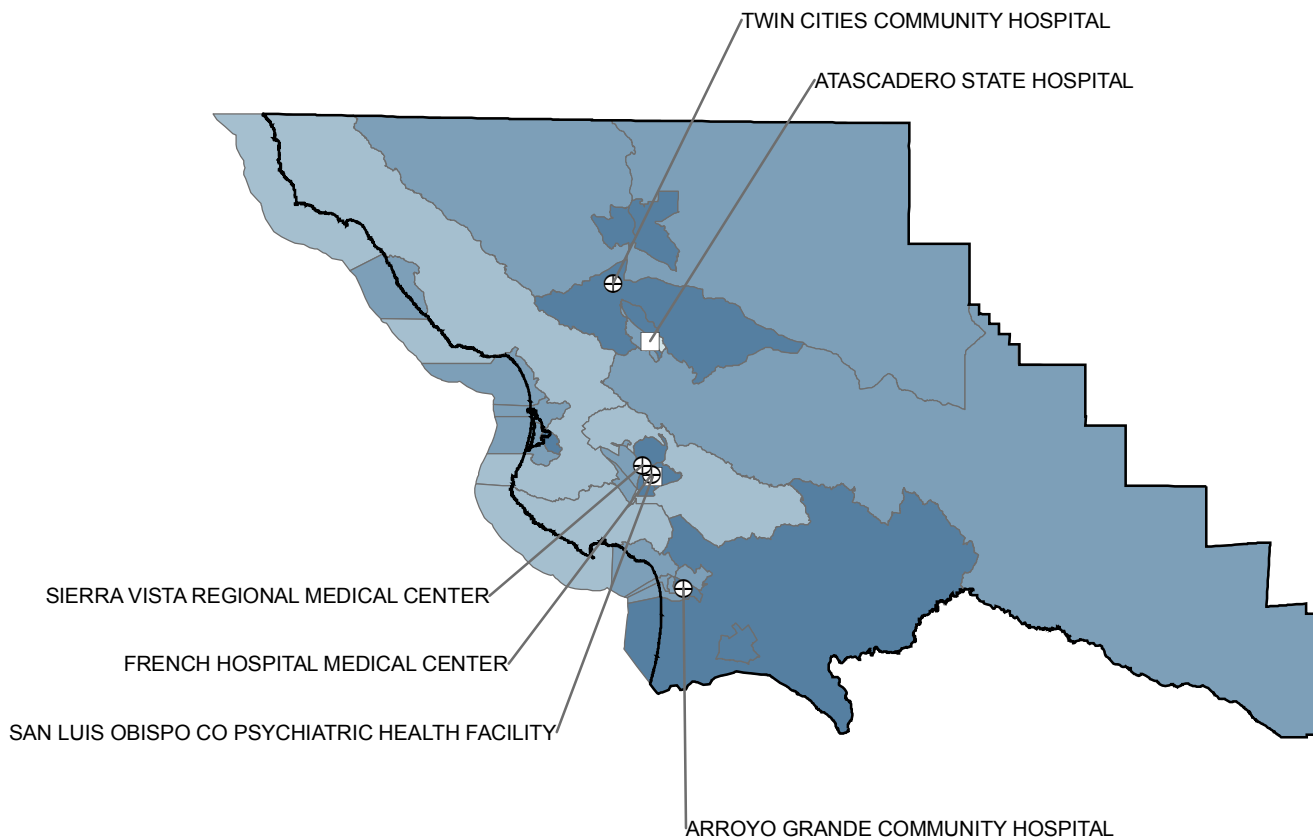 TWIN CITIES COMMUNITY HOSPITAL
ATASCADERO STATE HOSPITAL
SIERRA VISTA REGIONAL MEDICAL CENTER
FRENCH HOSPITAL MEDICAL CENTER
SAN LUIS OBISPO CO PSYCHIATRIC HEALTH FACILITY
ARROYO GRANDE COMMUNITY HOSPITAL